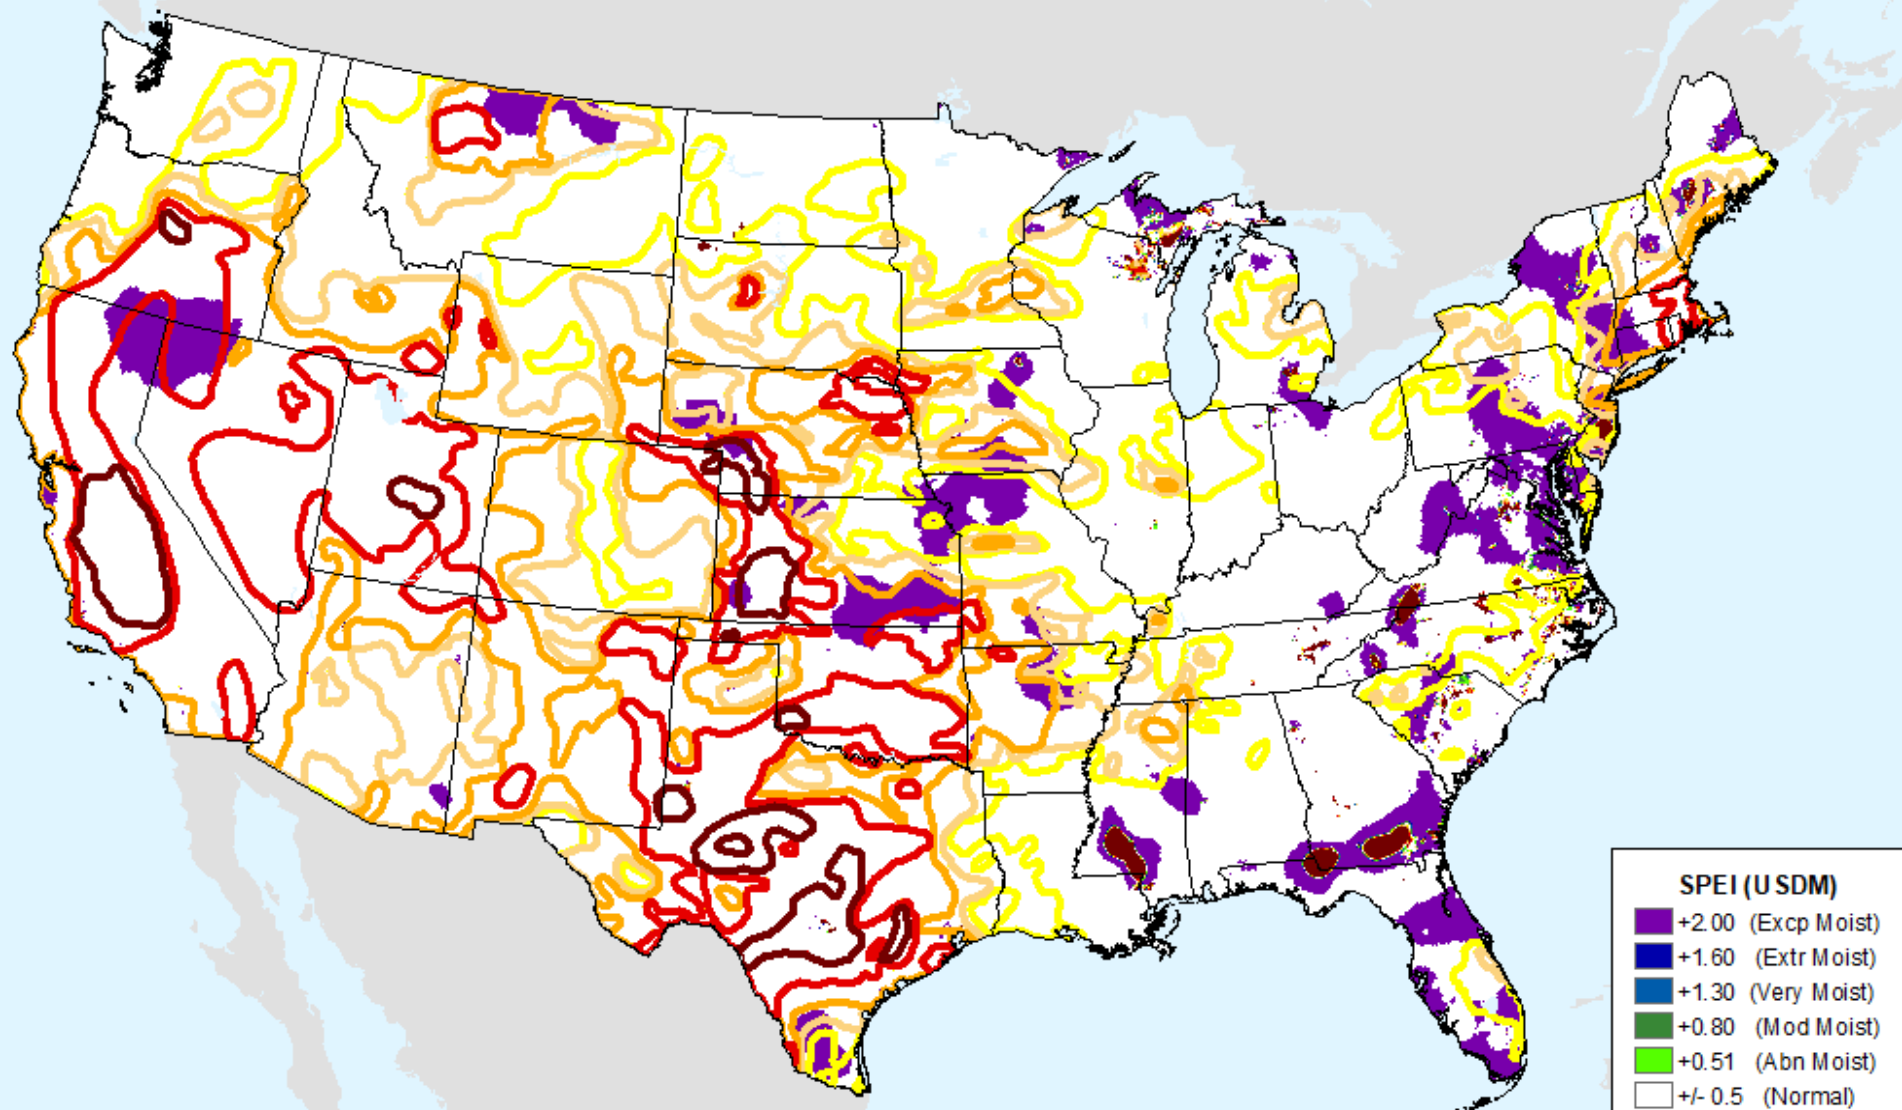 SPEI (USDM)
+2.00 (Excp Moist)
+1.60 (Extr Moist)
+1.30 (Very Moist)
+0.80 (Mod Moist)
+0.51 (Abn Moist)
+/- 0.5 (Normal)